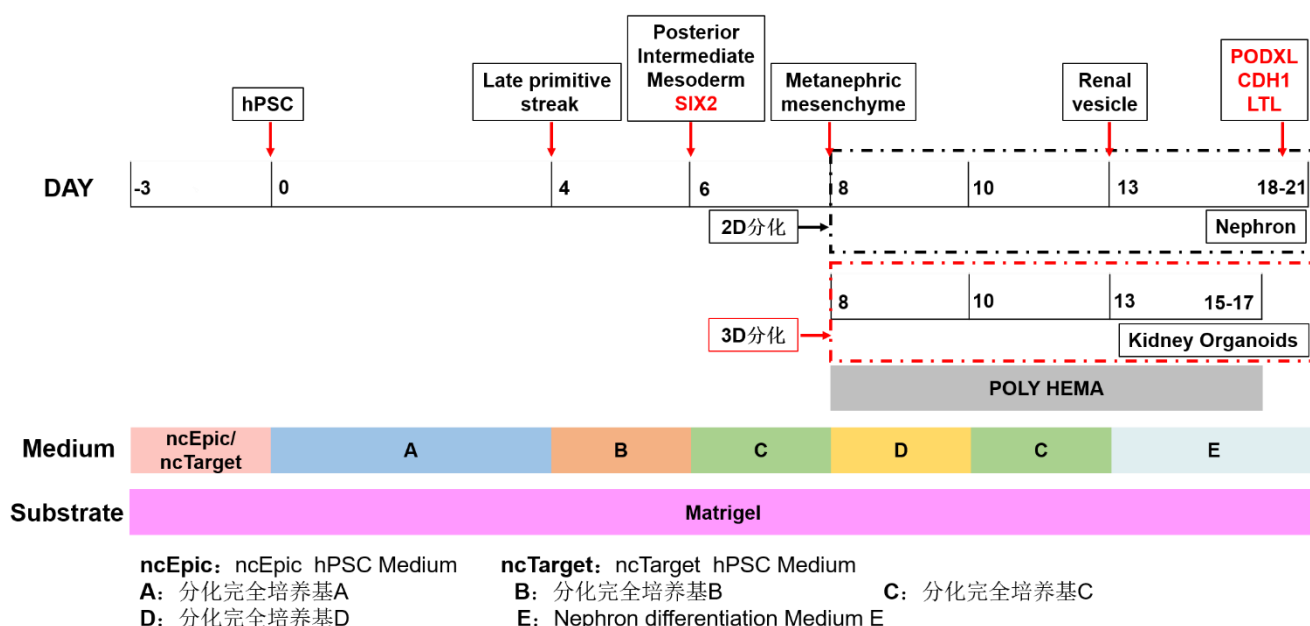 hPSC
Late primitive
streak
Posterior
Intermediate
Mesoderm
SIX2
Metanephric
mesenchyme
Renal
vesicle
PODXL
CDH1
LTL
DAY
-3 0 4 6 8 10 13 18-21
2D分化
Nephron
8 10 13 15-17
3D分化
Kidney Organoids
POLY HEMA
Medium
ncEpic/
ncTarget
A B C D C E
Substrate
Matrigel
ncEpic: ncEpic hPSC Medium ncTarget: ncTarget hPSC Medium
A: 分化完全培养基A B: 分化完全培养基B C: 分化完全培养基C
D: 分化完全培养基D E: Nephron differentiation Medium E